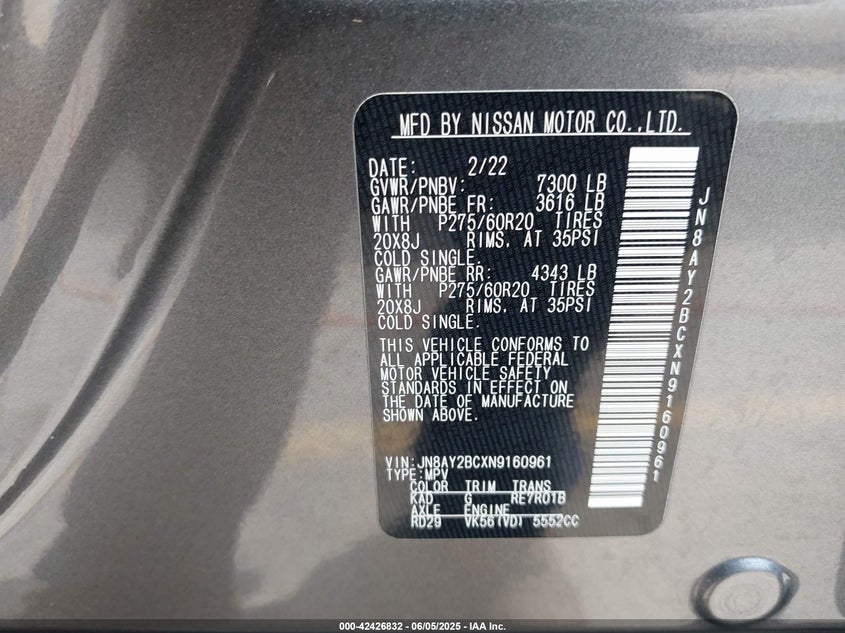 MFD BY NISSAN MOTOR CO.,LTD.
DATE: 2/22
GVWR/PNBV: 7300 LB
GAWR/PNBE FR: 3616 LB
WITH P275/60R20 TIRES
20X8J RIMS, AT 35PSI
COLD SINGLE.
GAWR/PNBE RR: 4343 LB
WITH P275/60R20 TIRES
20X8J RIMS, AT 35PSI
COLD SINGLE.
THIS VEHICLE CONFORMS TO
ALL APPLICABLE FEDERAL
MOTOR VEHICLE SAFETY
STANDARDS IN EFFECT ON
THE DATE OF MANUFACTURE
SHOWN ABOVE.
VIN:JN8AY2BCXN9160961
TYPE:MPV
COLOR TRIM TRANS
KAD G RE7R01B
AXLE ENGINE
RD29 VK56(VD) 5552CC
JN8AY2BCXN9160961
000-42426832 - 06/05/2025 - IAA Inc.